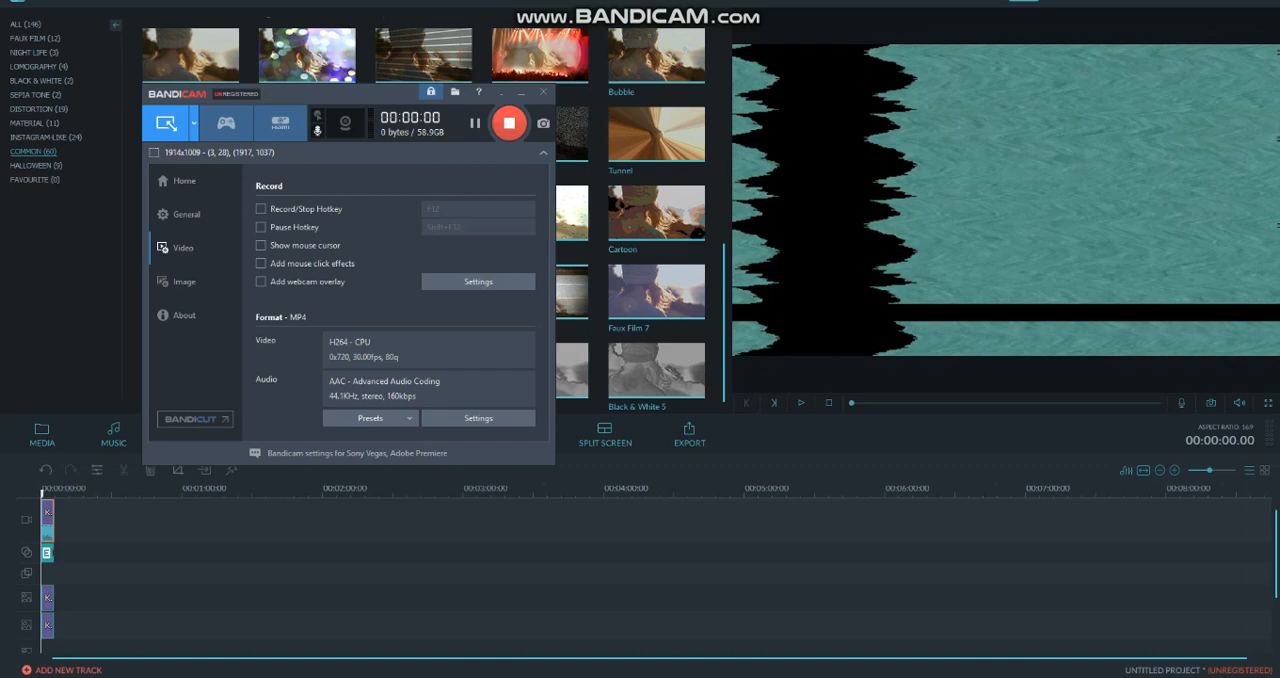 www.BANDICAM.com
ALL (146)
FAUX FILM (12)
NIGHT LIFE (3)
LOMOGRAPHY (4)
BLACK & WHITE (2)
SEPIA TONE (2)
DISTORTION (19)
MATERIAL (11)
INSTAGRAM-LIKE (24)
COMMON (60)
HALLOWEEN (9)
FAVOURITE (0)
Bubble
Tunnel
Cartoon
Faux Film 7
Black & White 5
BANDICAM UNREGISTERED
?
HDMI
00:00:00
0 bytes / 58.9GB
1914x1009 - (3, 28), (1917, 1037)
Home
General
Video
Image
About
BANDICUT
Record
Record/Stop Hotkey
F12
Pause Hotkey
Shift+F12
Show mouse cursor
Add mouse click effects
Add webcam overlay
Settings
Format - MP4
Video
H264 - CPU
0x720, 30.00fps, 80q
Audio
AAC - Advanced Audio Coding
44.1KHz, stereo, 160kbps
Presets
Settings
Bandicam settings for Sony Vegas, Adobe Premiere
MEDIA
MUSIC
SPLIT SCREEN
EXPORT
ASPECT RATIO: 16:9
00:00:00.00
00:00:00:00
00:01:00:00
00:02:00:00
00:03:00:00
00:04:00:00
00:05:00:00
00:06:00:00
00:07:00:00
00:08:00:00
K.
E
K.
K.
ADD NEW TRACK
UNTITLED PROJECT * (UNREGISTERED)